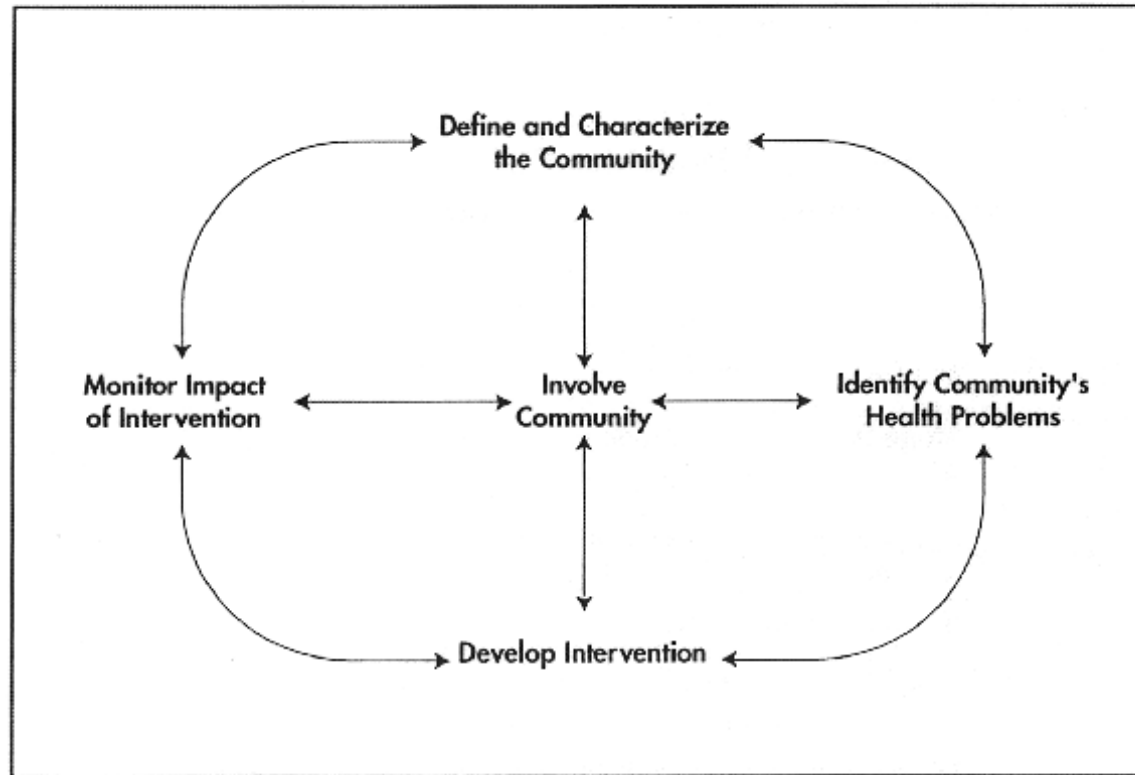 Define and Characterize
the Community
Monitor Impact
of Intervention
Involve
Community
Identify Community's
Health Problems
Develop Intervention